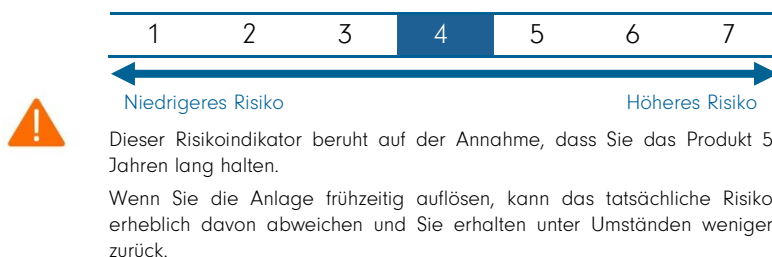 1 2 3 4 5 6 7
Niedrigeres Risiko Höheres Risiko
Dieser Risikoindikator beruht auf der Annahme, dass Sie das Produkt 5
Jahren lang halten.
Wenn Sie die Anlage frühzeitig auflösen, kann das tatsächliche Risiko
erheblich davon abweichen und Sie erhalten unter Umständen weniger
zurück.